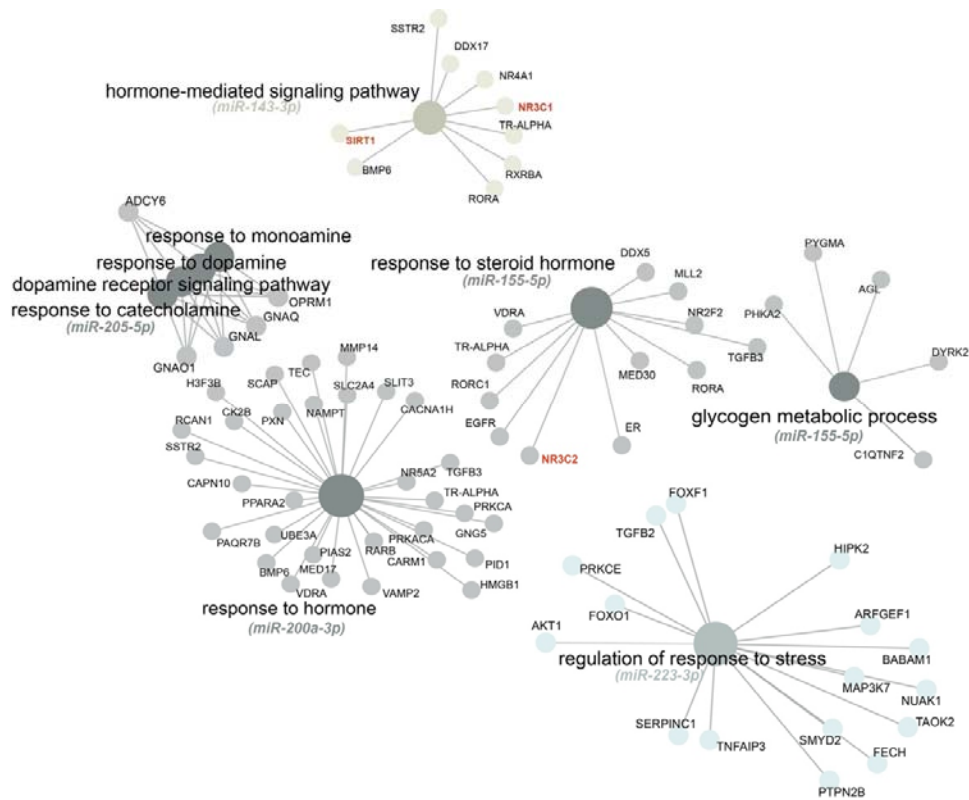 SSTR2
DDX17
NR4A1
hormone-mediated signaling pathway
(miR-143-3p)
NR3C1
TR-ALPHA
SIRT1
BMP6
RXRBA
RORA
ADCY6
response to monoamine
response to dopamine
dopamine receptor signaling pathway
response to catecholamine
(miR-205-5p)
OPRM1
GNAQ
GNAL
GNAO1
response to steroid hormone
(miR-155-5p)
DDX5
MLL2
VDRA
NR2F2
TR-ALPHA
TGFB3
MED30
RORA
RORC1
EGFR
ER
NR3C2
PYGMA
AGL
PHKA2
DYRK2
glycogen metabolic process
(miR-155-5p)
C1QTNF2
MMP14
TEC
H3F3B
SCAP
SLC2A4
SLIT3
CACNA1H
RCAN1
CK2B
PXN
NAMPT
SSTR2
CAPN10
NR5A2
TGFB3
PPARA2
TR-ALPHA
PRKCA
GNG5
PAQR7B
UBE3A
PRKACA
PIAS2
RARB
CARM1
PID1
BMP6
MED17
VDRA
VAMP2
HMGB1
response to hormone
(miR-200a-3p)
FOXF1
TGFB2
HIPK2
PRKCE
FOXO1
ARFGEF1
AKT1
BABAM1
regulation of response to stress
(miR-223-3p)
MAP3K7
NUAK1
SERPINC1
TAOK2
TNFAIP3
SMYD2
FECH
PTPN2B